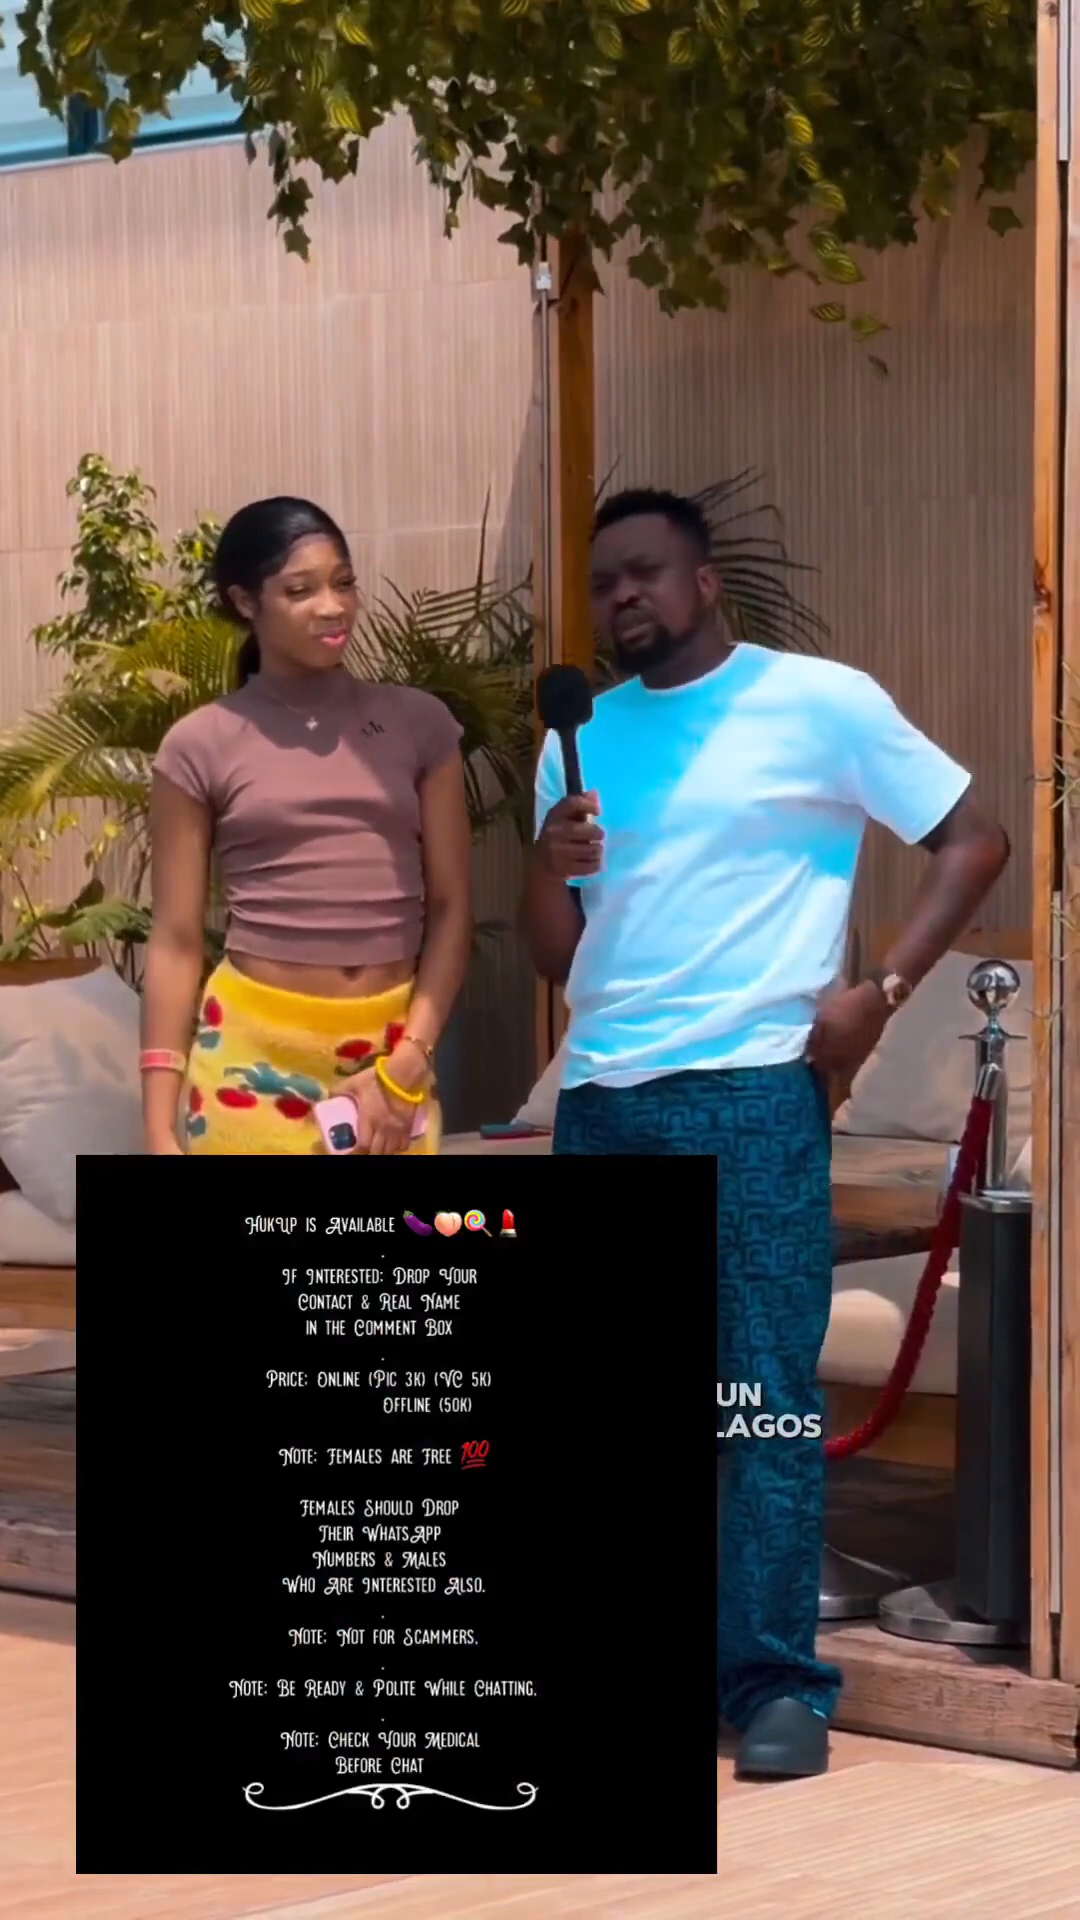 HukUp is Available 🍆🍑🍭💄
.
If Interested: Drop Your
Contact & Real Name
in the Comment Box
.
Price: Online (Pic 3k) (VC 5k)
Offline (50k)
Note: Females are Free 💯
Females Should Drop
Their WhatsApp
Numbers & Males
Who Are Interested Also.
.
Note: Not for Scammers.
.
Note: Be Ready & Polite While Chatting.
.
Note: Check Your Medical
Before Chat
UN
LAGOS